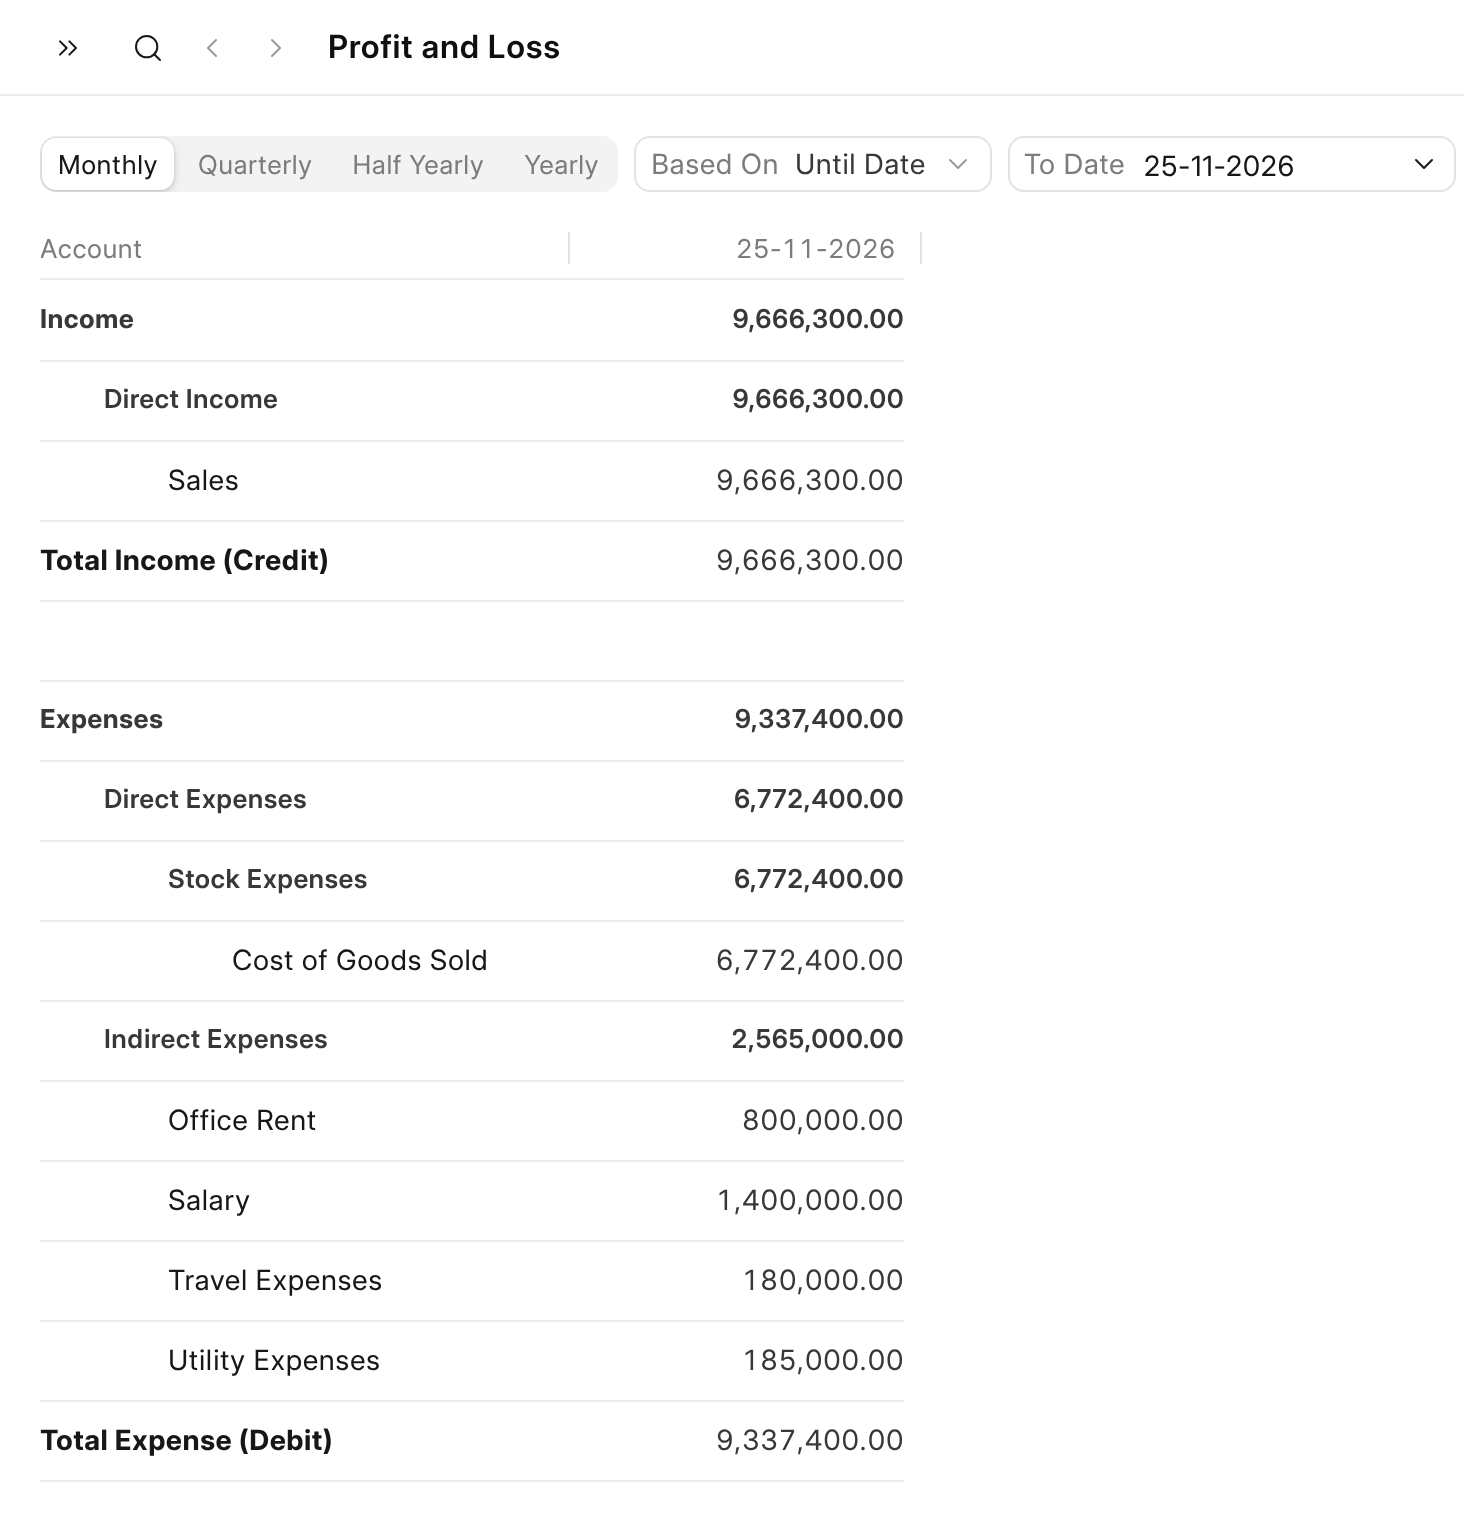 Profit and Loss
Monthly Quarterly Half Yearly Yearly Based On Until Date To Date 25-11-2026
Account 25-11-2026
Income 9,666,300.00
Direct Income 9,666,300.00
Sales 9,666,300.00
Total Income (Credit) 9,666,300.00
Expenses 9,337,400.00
Direct Expenses 6,772,400.00
Stock Expenses 6,772,400.00
Cost of Goods Sold 6,772,400.00
Indirect Expenses 2,565,000.00
Office Rent 800,000.00
Salary 1,400,000.00
Travel Expenses 180,000.00
Utility Expenses 185,000.00
Total Expense (Debit) 9,337,400.00